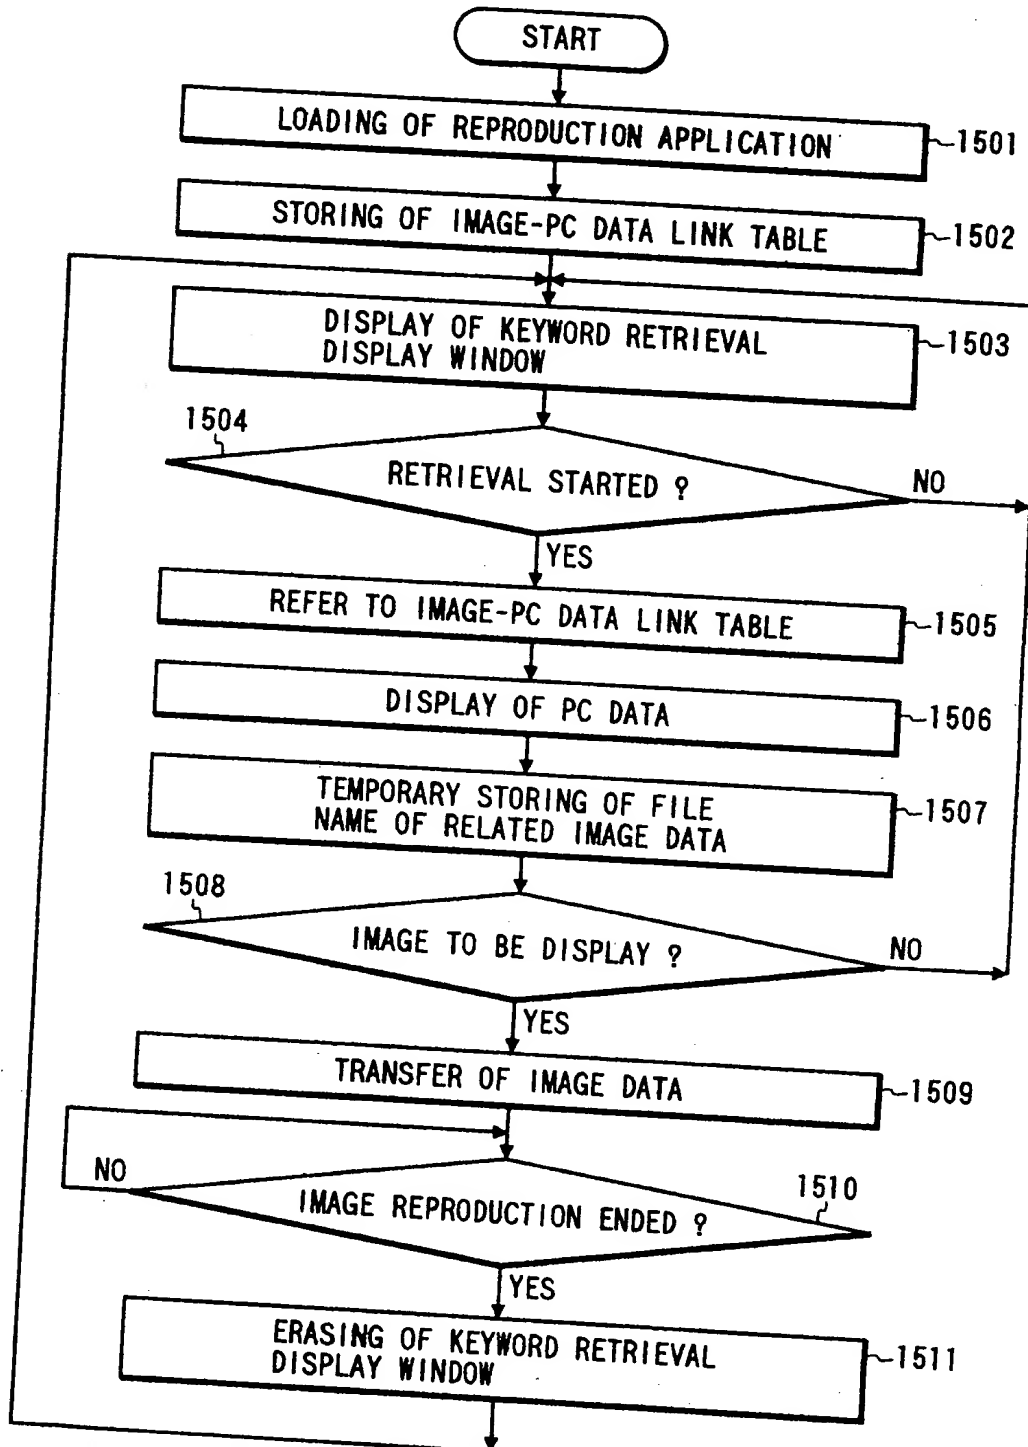 START
LOADING OF REPRODUCTION APPLICATION
1501
STORING OF IMAGE-PC DATA LINK TABLE
1502
DISPLAY OF KEYWORD RETRIEVAL
DISPLAY WINDOW
1503
1504
RETRIEVAL STARTED ?
NO
YES
REFER TO IMAGE-PC DATA LINK TABLE
1505
DISPLAY OF PC DATA
1506
TEMPORARY STORING OF FILE
NAME OF RELATED IMAGE DATA
1507
1508
IMAGE TO BE DISPLAY ?
NO
YES
TRANSFER OF IMAGE DATA
1509
NO
IMAGE REPRODUCTION ENDED ?
1510
YES
ERASING OF KEYWORD RETRIEVAL
DISPLAY WINDOW
1511